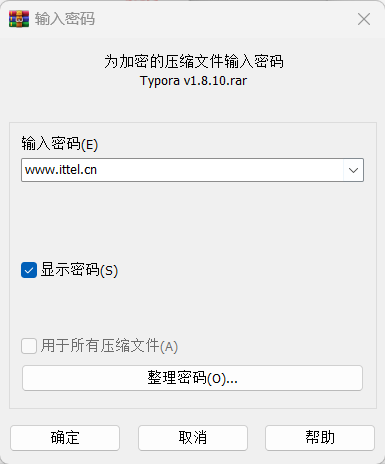 输入密码
为加密的压缩文件输入密码
Typora v1.8.10.rar
输入密码(E)
www.ittel.cn
显示密码(S)
用于所有压缩文件(A)
整理密码(O)...
确定
取消
帮助